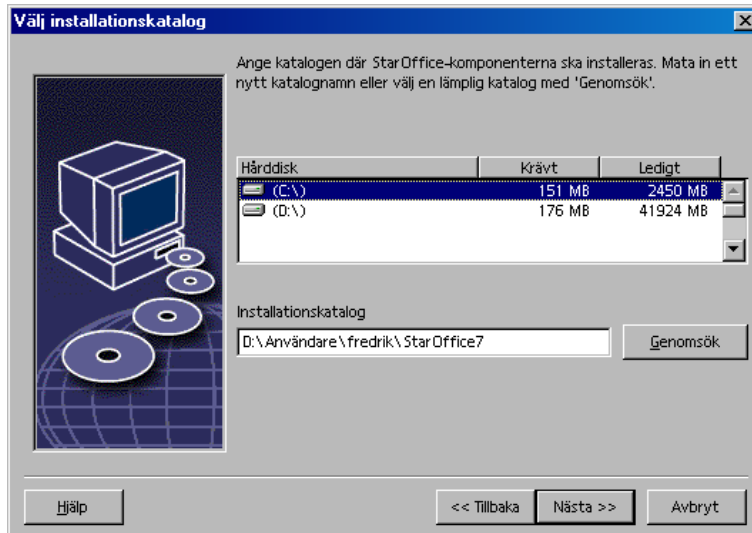 Välj installationskatalog
Ange katalogen där StarOffice-komponenterna ska installeras. Mata in ett
nytt katalognamn eller välj en lämplig katalog med 'Genomsök'.
Hårddisk Krävt Ledigt
(C:\) 151 MB 2450 MB
(D:\) 176 MB 41924 MB
Installationskatalog
D:\Användare\fredrik\StarOffice7 Genomsök
Hjälp << Tillbaka Nästa >> Avbryt